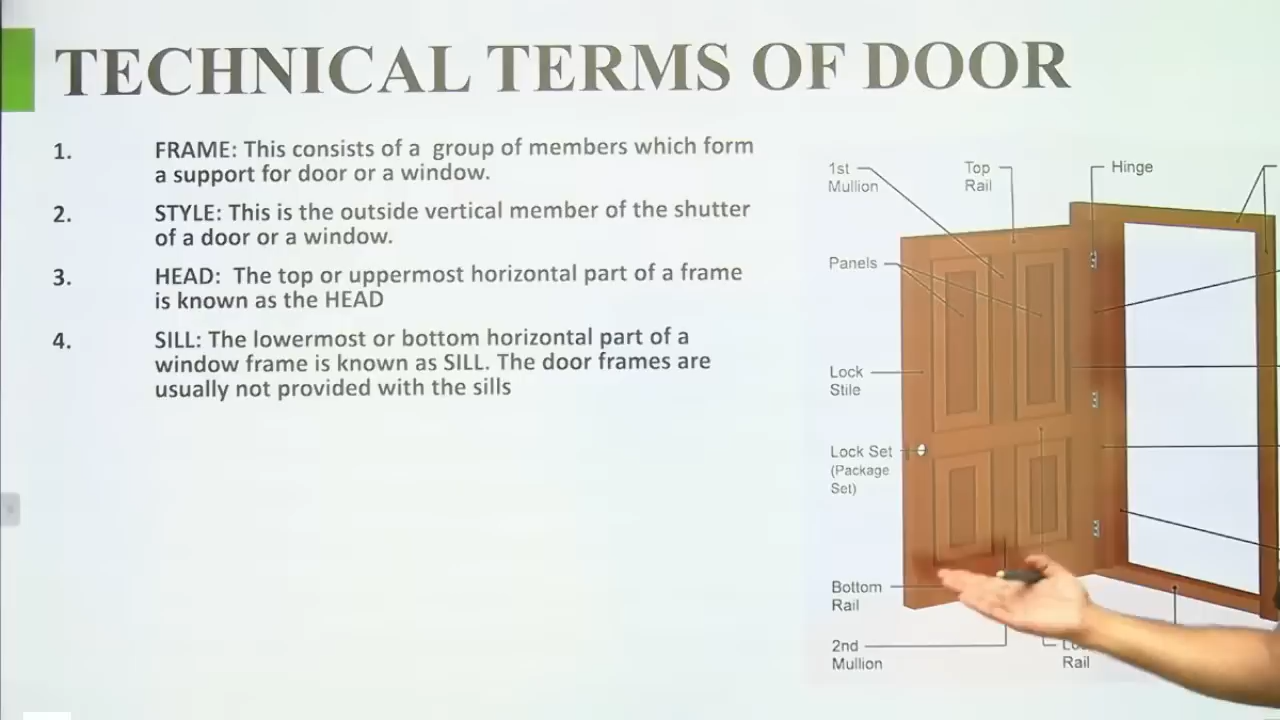 TECHNICAL TERMS OF DOOR
1. FRAME: This consists of a group of members which form
a support for door or a window.
2. STYLE: This is the outside vertical member of the shutter
of a door or a window.
3. HEAD: The top or uppermost horizontal part of a frame
is known as the HEAD
4. SILL: The lowermost or bottom horizontal part of a
window frame is known as SILL. The door frames are
usually not provided with the sills
1st
Mullion
Top
Rail
Hinge
Panels
Lock
Stile
Lock Set
(Package
Set)
Bottom
Rail
2nd
Mullion
Rail